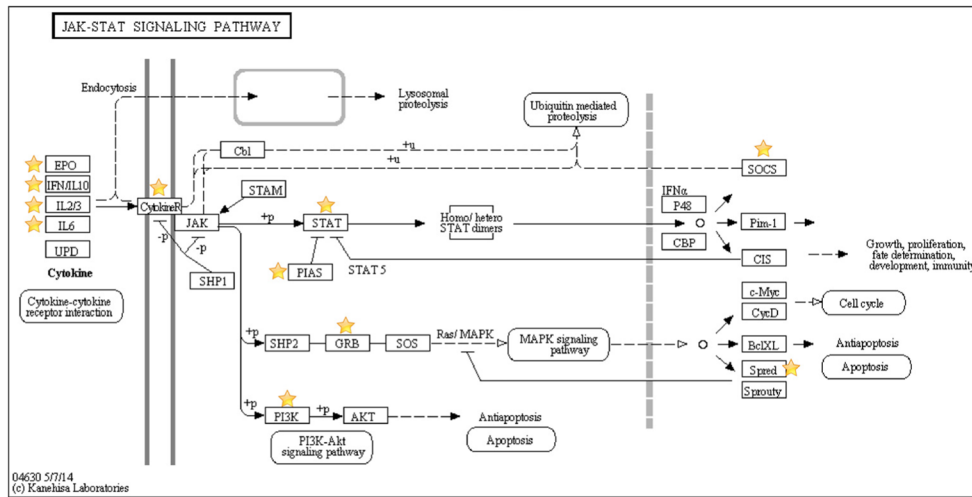 JAK-STAT SIGNALING PATHWAY
Endocytosis
Lysosomal
proteolysis
Ubiquitin mediated
proteolysis
Cbl
+u
+u
SOCS
EPO
IFN/IL10
IL2/3
IL6
UPD
Cytokine
Cytokine-cytokine
receptor interaction
CytokineR
JAK
STAM
-p
-p
SHP1
+p
STAT
PIAS
STAT 5
Homo/ hetero
STAT dimers
IFNα
P48
CBP
Pim-1
CIS
Growth, proliferation,
fate determination,
development, immunity
c-Myc
CycD
Cell cycle
+p
SHP2
GRB
SOS
Ras/ MAPK
MAPK signaling
pathway
BclXL
Antiapoptosis
Spred
Apoptosis
Sprouty
+p
PI3K
+p
AKT
Antiapoptosis
Apoptosis
PI3K-Akt
signaling pathway
04630 5/7/14
(c) Kanehisa Laboratories